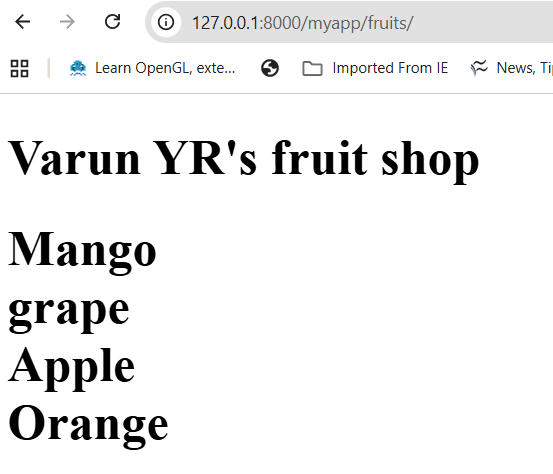 127.0.0.1:8000/myapp/fruits/
Learn OpenGL, exte... Imported From IE News, Tip
Varun YR's fruit shop
Mango
grape
Apple
Orange